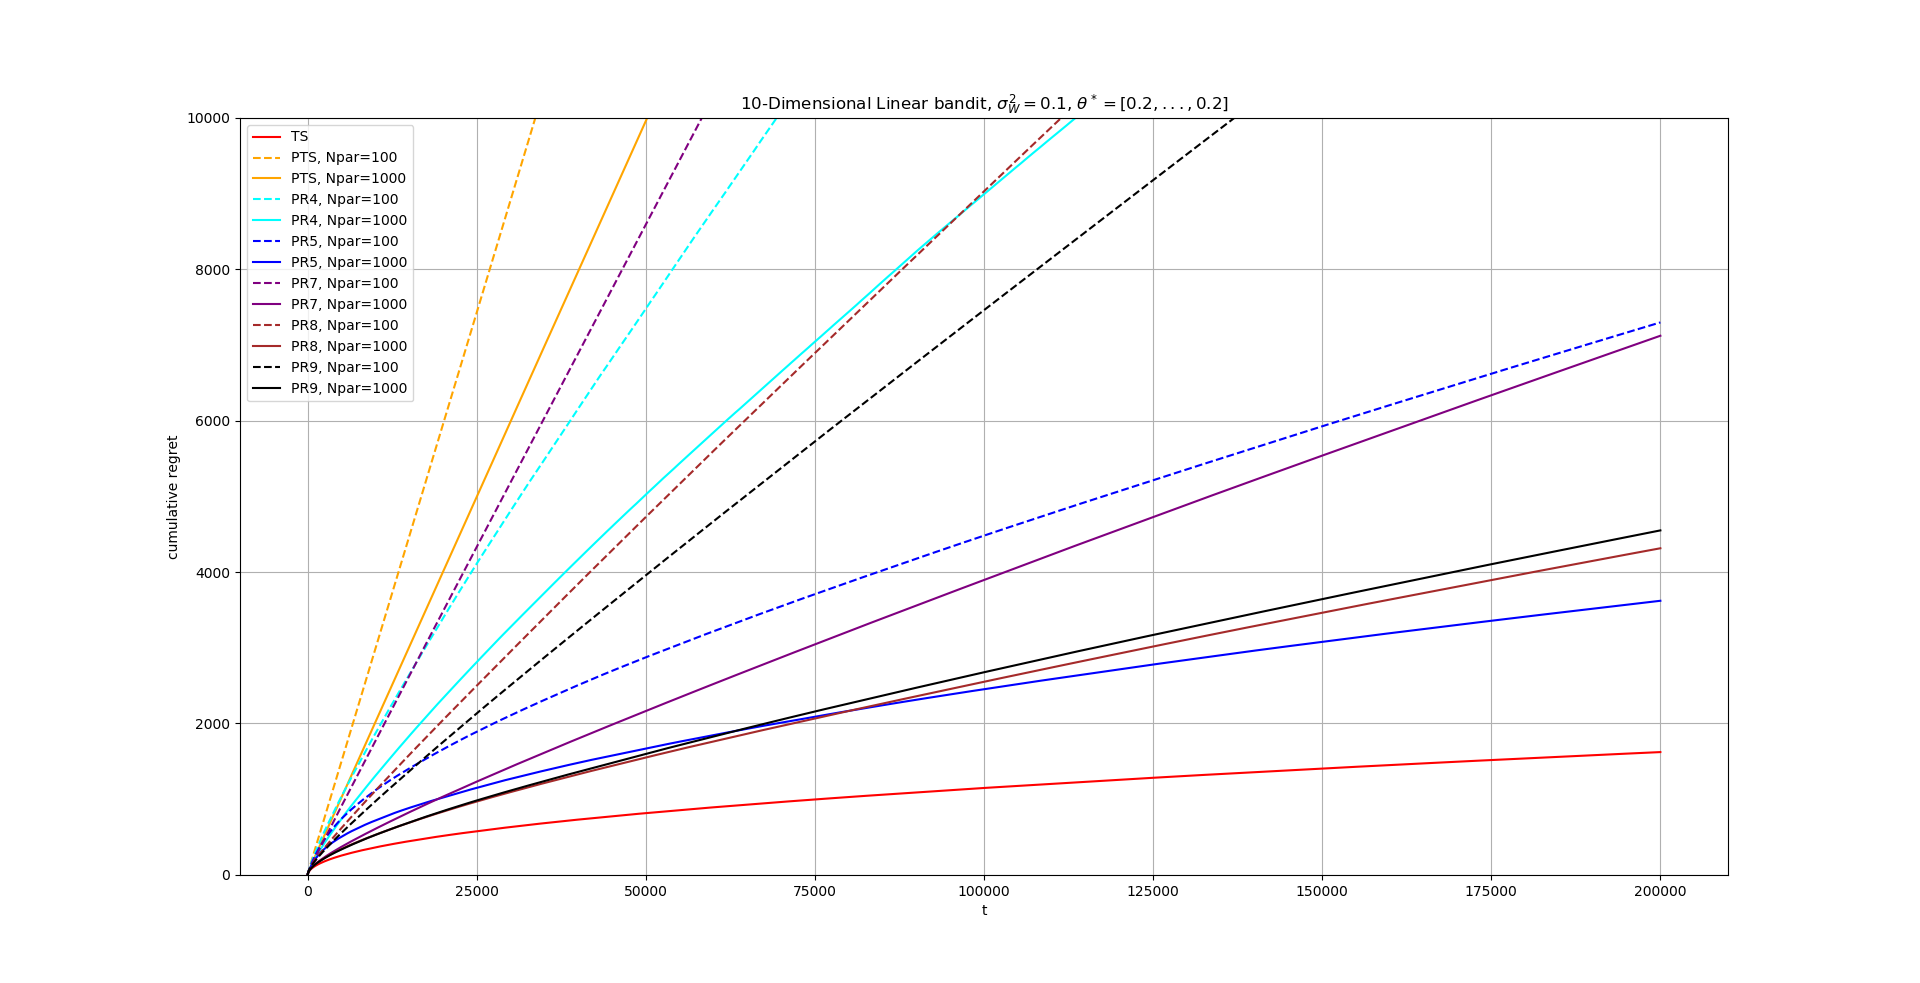 10-Dimensional Linear bandit, $\sigma_W^2 = 0.1$, $\theta^* = [0.2, ..., 0.2]$
10000
8000
6000
4000
2000
0
cumulative regret
TS
PTS, Npar=100
PTS, Npar=1000
PR4, Npar=100
PR4, Npar=1000
PR5, Npar=100
PR5, Npar=1000
PR7, Npar=100
PR7, Npar=1000
PR8, Npar=100
PR8, Npar=1000
PR9, Npar=100
PR9, Npar=1000
0 25000 50000 75000 100000 125000 150000 175000 200000
t